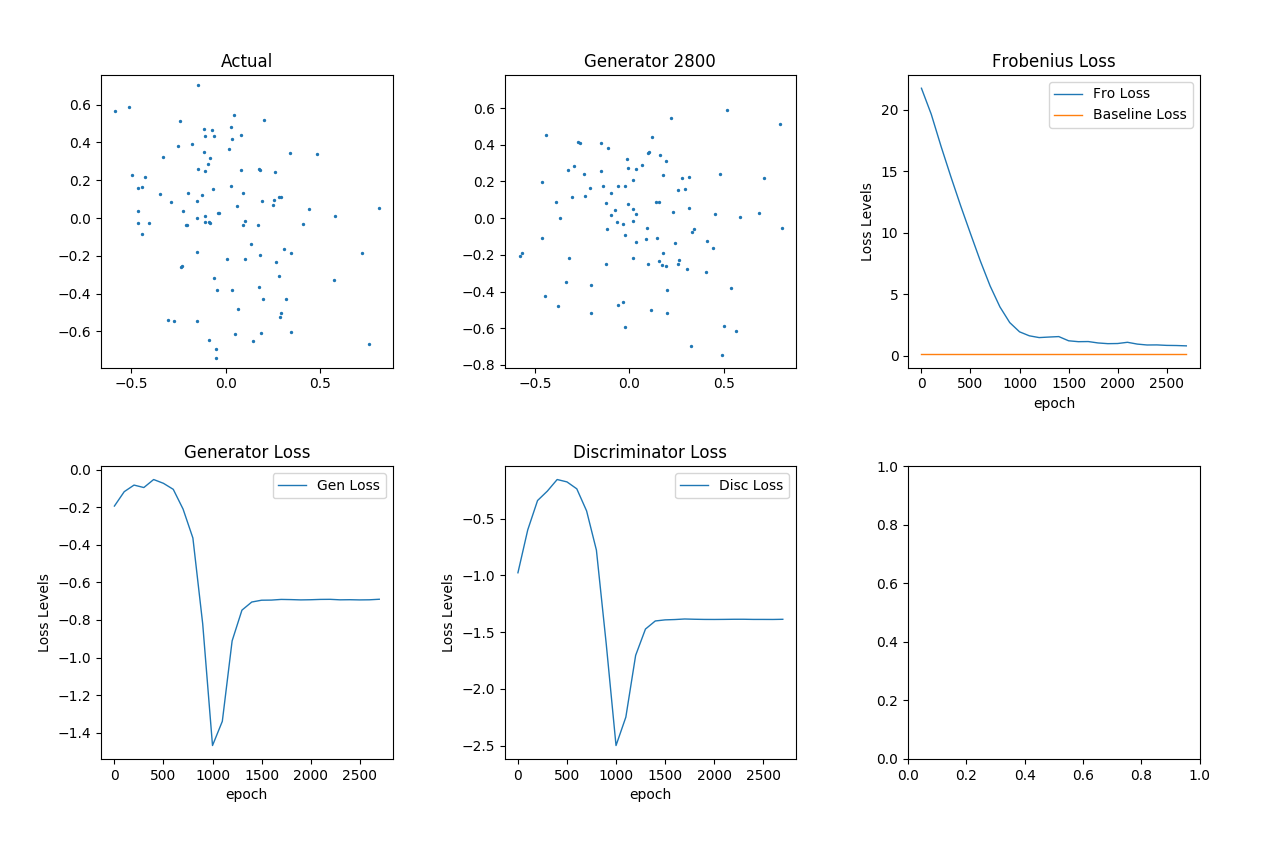 Actual
0.6
0.4
0.2
0.0
−0.2
−0.4
−0.6
−0.5 0.0 0.5
Generator 2800
0.6
0.4
0.2
0.0
−0.2
−0.4
−0.6
−0.8
−0.5 0.0 0.5
Frobenius Loss
Fro Loss
Baseline Loss
Loss Levels
20
15
10
5
0
0 500 1000 1500 2000 2500
epoch
Generator Loss
Gen Loss
Loss Levels
0.0
−0.2
−0.4
−0.6
−0.8
−1.0
−1.2
−1.4
0 500 1000 1500 2000 2500
epoch
Discriminator Loss
Disc Loss
Loss Levels
−0.5
−1.0
−1.5
−2.0
−2.5
0 500 1000 1500 2000 2500
epoch
1.0
0.8
0.6
0.4
0.2
0.0
0.0 0.2 0.4 0.6 0.8 1.0